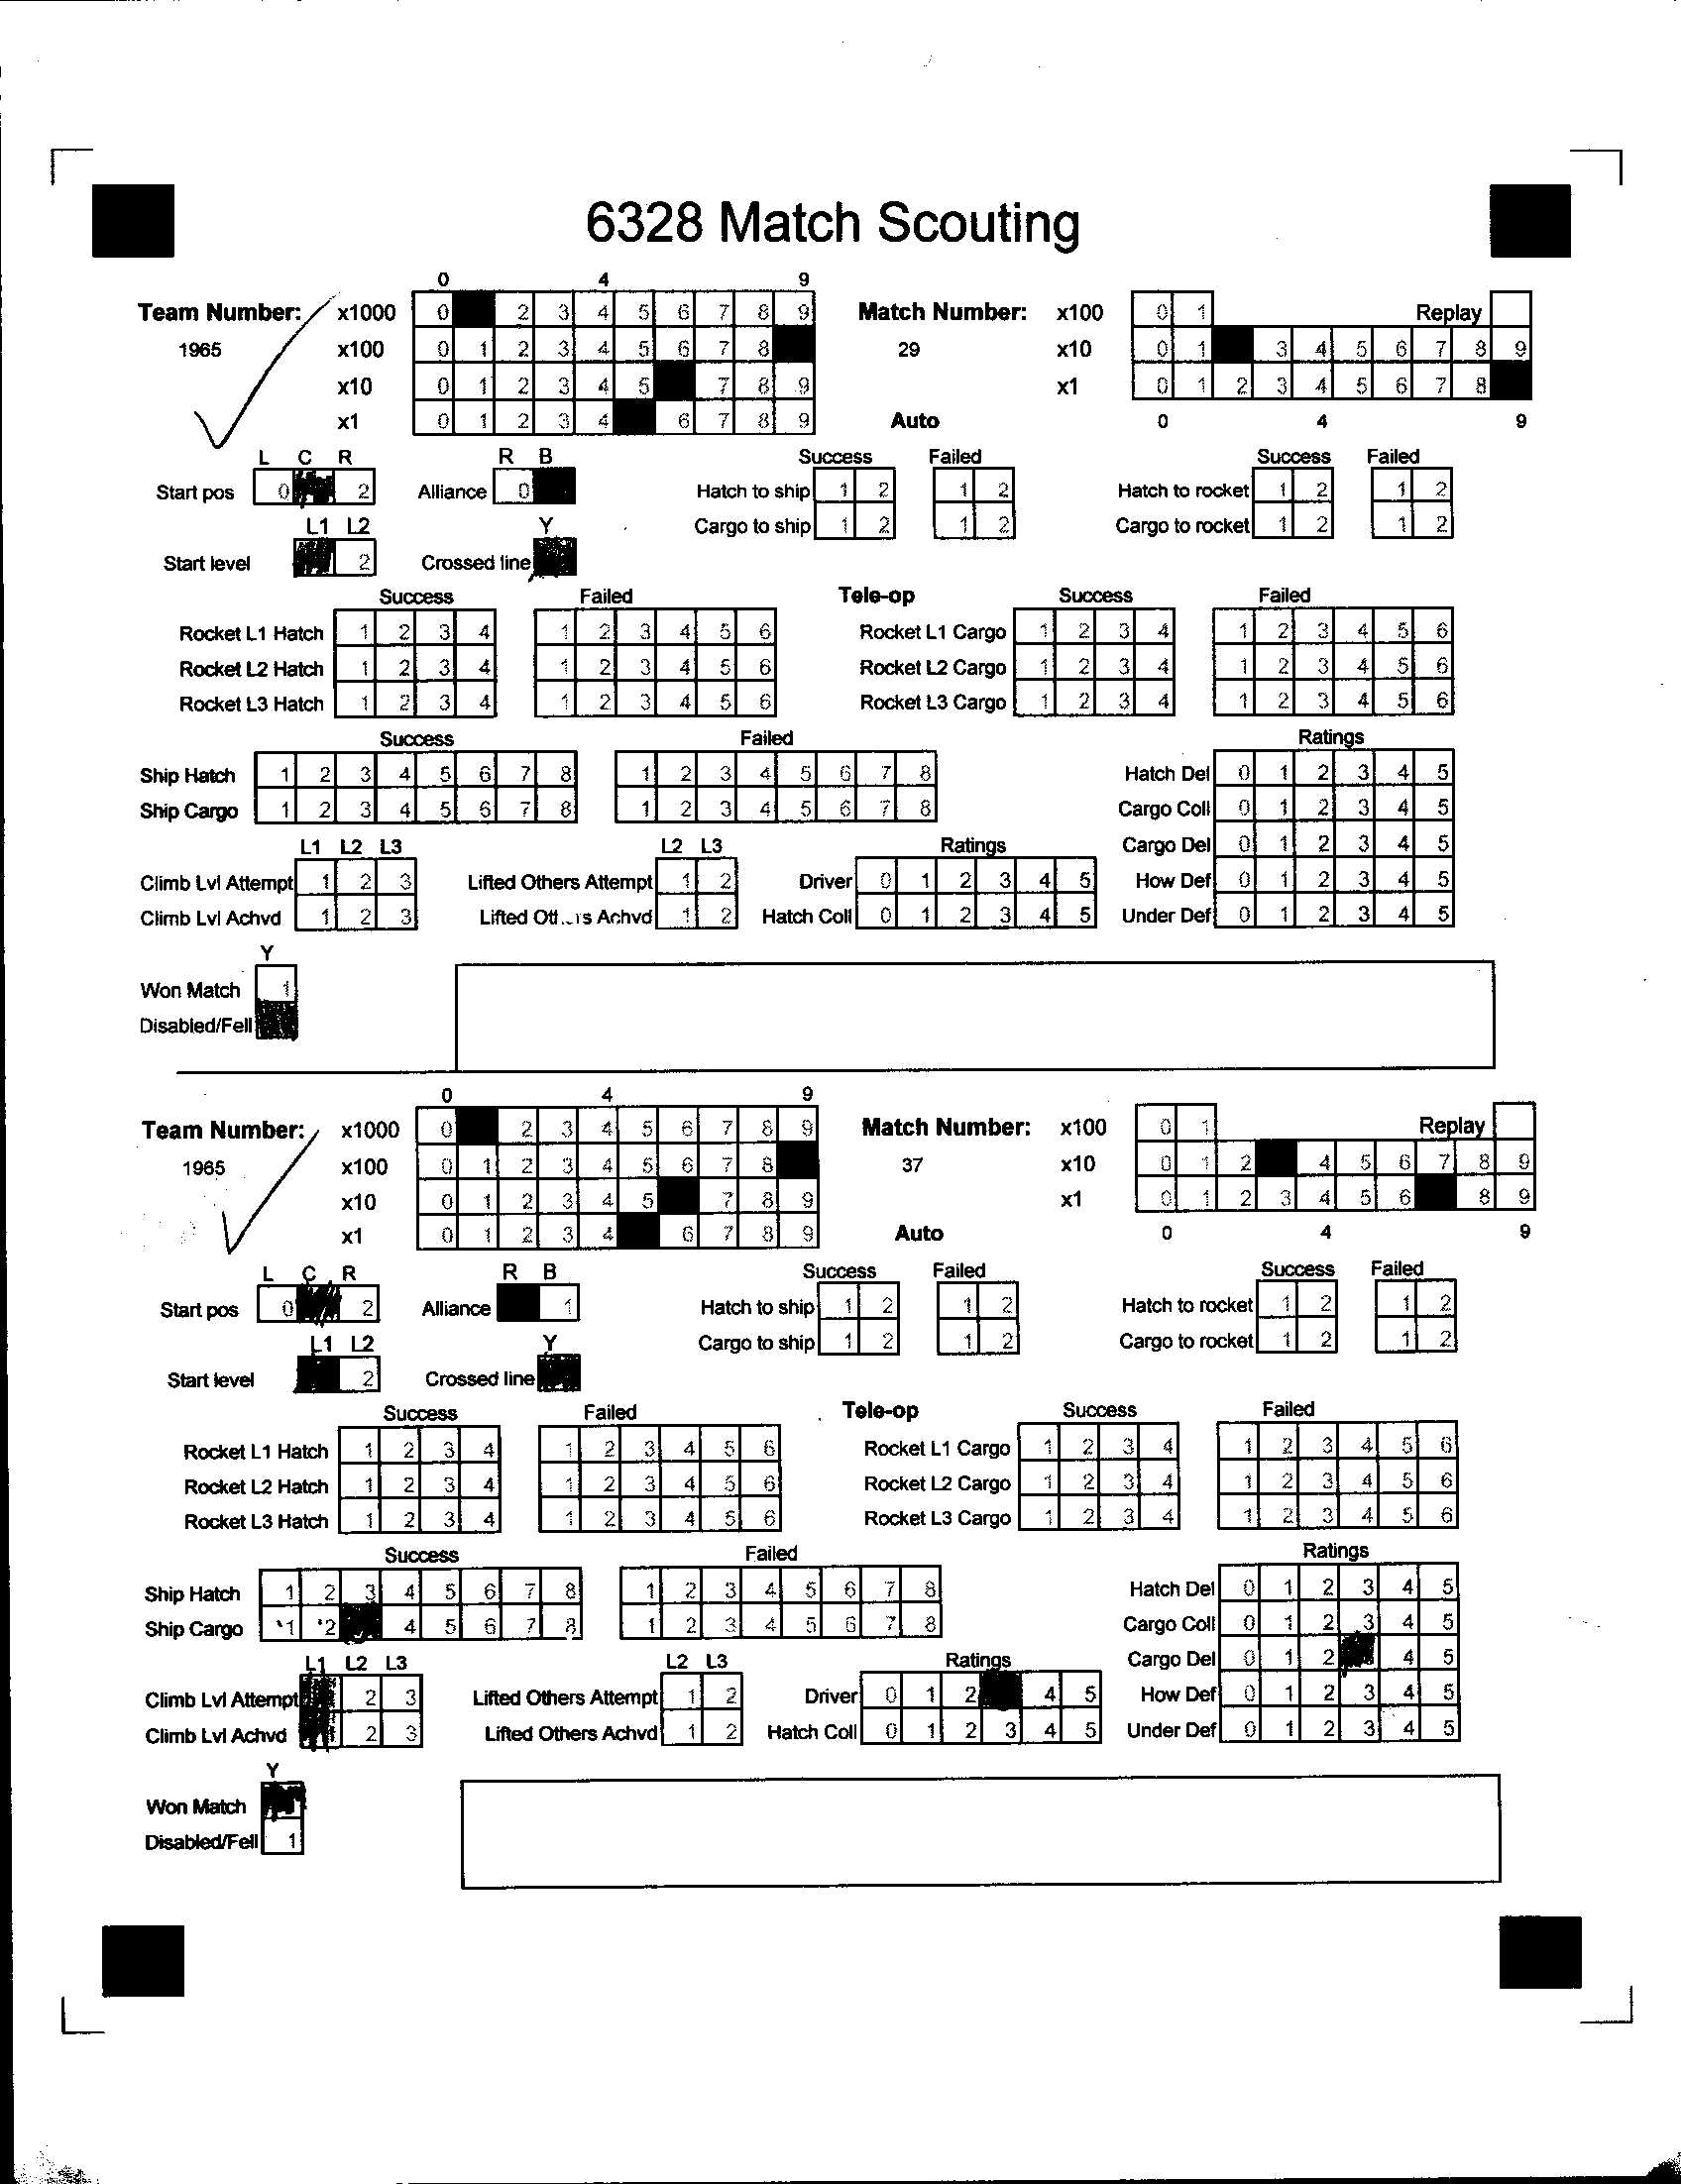 6328 Match Scouting
0 4 9
Team Number: x1000 0 2 3 4 5 6 7 8 9 Match Number: x100 0 1 Replay
1965 x100 0 1 2 3 4 5 6 7 8 29 x10 0 1 3 4 5 6 7 8 9
x10 0 1 2 3 4 5 7 8 9 x1 0 1 2 3 4 5 6 7 8
x1 0 1 2 3 4 6 7 8 9 Auto 0 4 9
L C R R B Success Failed Success Failed
Start pos 0 2 Alliance 0 Hatch to ship 1 2 1 2 Hatch to rocket 1 2 1 2
L1 L2 Y Cargo to ship 1 2 1 2 Cargo to rocket 1 2 1 2
Start level 2 Crossed line
Success Failed Tele-op Success Failed
Rocket L1 Hatch 1 2 3 4 1 2 3 4 5 6 Rocket L1 Cargo 1 2 3 4 1 2 3 4 5 6
Rocket L2 Hatch 1 2 3 4 1 2 3 4 5 6 Rocket L2 Cargo 1 2 3 4 1 2 3 4 5 6
Rocket L3 Hatch 1 2 3 4 1 2 3 4 5 6 Rocket L3 Cargo 1 2 3 4 1 2 3 4 5 6
Success Failed Ratings
Ship Hatch 1 2 3 4 5 6 7 8 1 2 3 4 5 6 7 8 Hatch Del 0 1 2 3 4 5
Ship Cargo 1 2 3 4 5 6 7 8 1 2 3 4 5 6 7 8 Cargo Coll 0 1 2 3 4 5
L1 L2 L3 L2 L3 Ratings Cargo Del 0 1 2 3 4 5
Climb Lvl Attempt 1 2 3 Lifted Others Attempt 1 2 Driver 0 1 2 3 4 5 How Def 0 1 2 3 4 5
Climb Lvl Achvd 1 2 3 Lifted Achvd 1 2 Hatch Coll 0 1 2 3 4 5 Under Def 0 1 2 3 4 5
Y
Won Match 1
Disabled/Fell
0 4 9
Team Number: x1000 0 2 3 4 5 6 7 8 9 Match Number: x100 0 1 Replay
1965 x100 0 1 2 3 4 5 6 7 8 37 x10 0 1 2 4 5 6 7 8 9
x10 0 1 2 3 4 5 7 8 9 x1 0 1 2 3 4 5 6 8 9
x1 0 1 2 3 4 6 7 8 9 Auto 0 4 9
L C R R B Success Failed Success Failed
Start pos 0 2 Alliance 1 Hatch to ship 1 2 1 2 Hatch to rocket 1 2 1 2
L1 L2 Y Cargo to ship 1 2 1 2 Cargo to rocket 1 2 1 2
Start level 2 Crossed line
Success Failed Tele-op Success Failed
Rocket L1 Hatch 1 2 3 4 1 2 3 4 5 6 Rocket L1 Cargo 1 2 3 4 1 2 3 4 5 6
Rocket L2 Hatch 1 2 3 4 1 2 3 4 5 6 Rocket L2 Cargo 1 2 3 4 1 2 3 4 5 6
Rocket L3 Hatch 1 2 3 4 1 2 3 4 5 6 Rocket L3 Cargo 1 2 3 4 1 2 3 4 5 6
Success Failed Ratings
Ship Hatch 1 2 3 4 5 6 7 8 1 2 3 4 5 6 7 8 Hatch Del 0 1 2 3 4 5
Ship Cargo 1 2 4 5 6 7 8 1 2 3 4 5 6 7 8 Cargo Coll 0 1 2 3 4 5
L1 L2 L3 L2 L3 Ratings Cargo Del 0 1 2 4 5
Climb Lvl Attempt 2 3 Lifted Others Attempt 1 2 Driver 0 1 2 4 5 How Def 0 1 2 3 4 5
Climb Lvl Achvd 2 3 Lifted Others Achvd 1 2 Hatch Coll 0 1 2 3 4 5 Under Def 0 1 2 3 4 5
Y
Won Match
Disabled/Fell 1